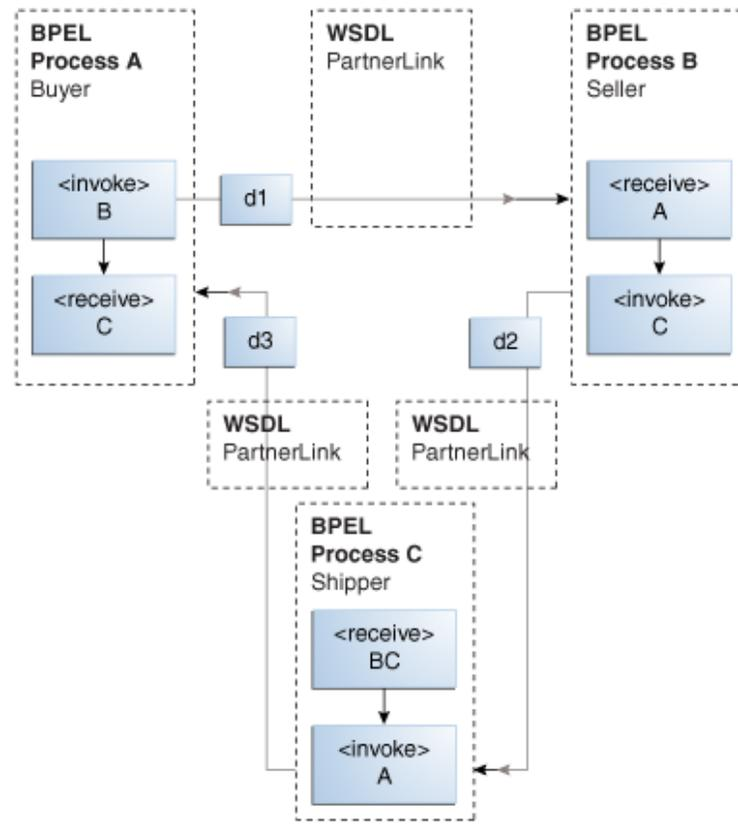 BPEL
Process A
Buyer
<invoke>
B
<receive>
C
d1
WSDL
PartnerLink
BPEL
Process B
Seller
<receive>
A
<invoke>
C
d3
d2
WSDL
PartnerLink
WSDL
PartnerLink
BPEL
Process C
Shipper
<receive>
BC
<invoke>
A